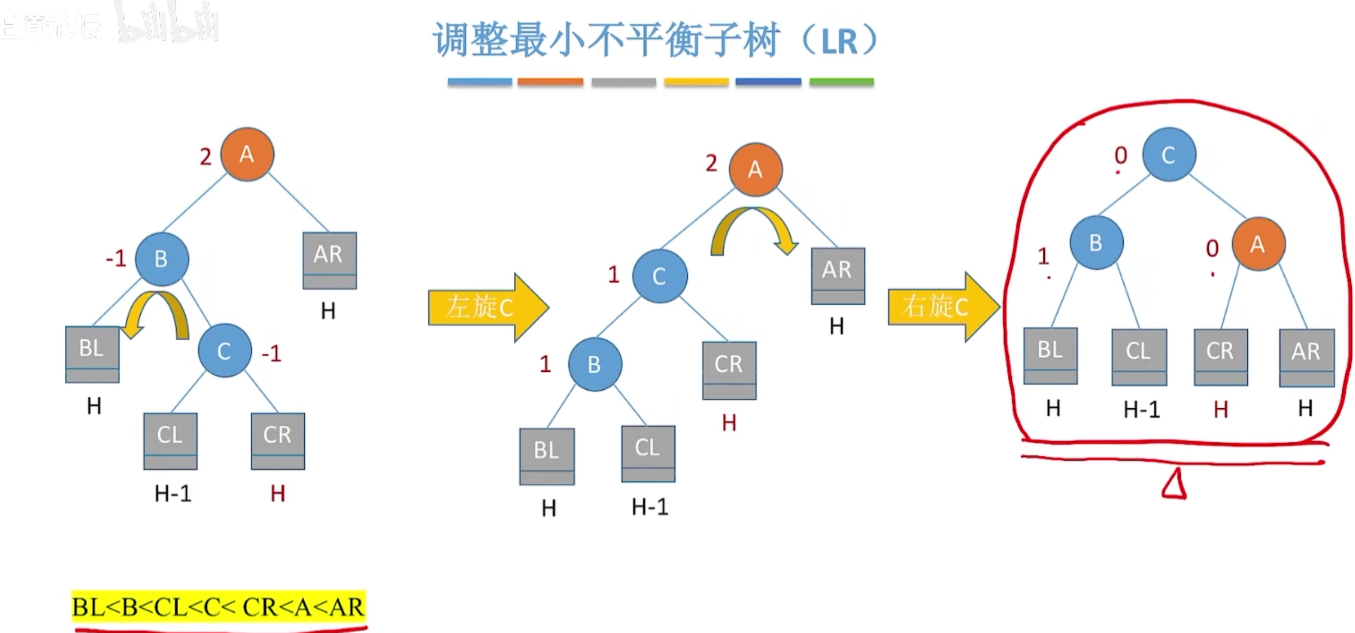 bilibili
调整最小不平衡子树（LR）
2
A
-1
B
AR
H
BL
C
-1
H
CL
CR
H-1
H
左旋C
2
A
1
C
AR
H
1
B
CR
H
BL
CL
H
H-1
右旋C
0
C
1
B
0
A
BL
CL
CR
AR
H
H-1
H
H
BL<B<CL<C< CR<A<AR